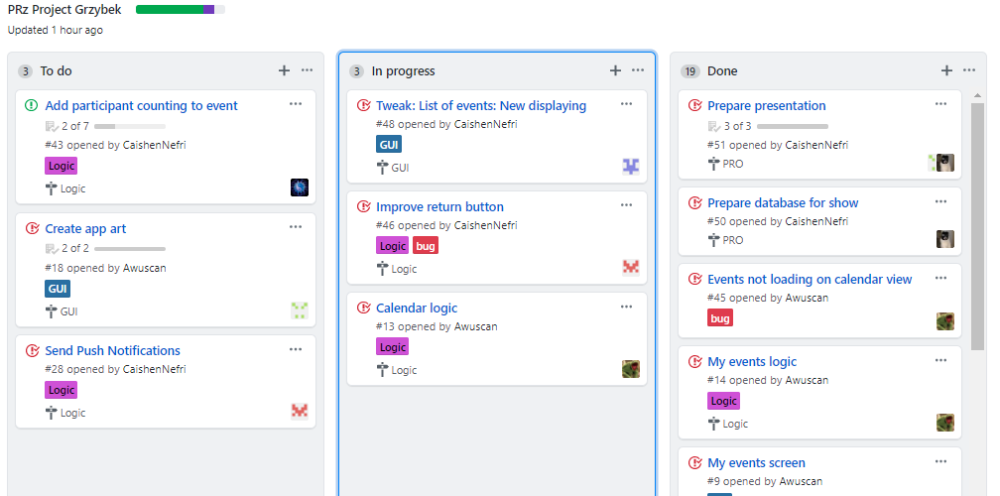 PRz Project Grzybek
Updated 1 hour ago
3 To do
Add participant counting to event
2 of 7
#43 opened by CaishenNefri
Logic
Logic
Create app art
2 of 2
#18 opened by Awuscan
GUI
GUI
Send Push Notifications
#28 opened by CaishenNefri
Logic
Logic
3 In progress
Tweak: List of events: New displaying
#48 opened by CaishenNefri
GUI
GUI
Improve return button
#46 opened by CaishenNefri
Logic bug
Logic
Calendar logic
#13 opened by Awuscan
Logic
Logic
19 Done
Prepare presentation
3 of 3
#51 opened by CaishenNefri
PRO
Prepare database for show
#50 opened by CaishenNefri
PRO
Events not loading on calendar view
#45 opened by Awuscan
bug
My events logic
#14 opened by Awuscan
Logic
Logic
My events screen
#9 opened by Awuscan